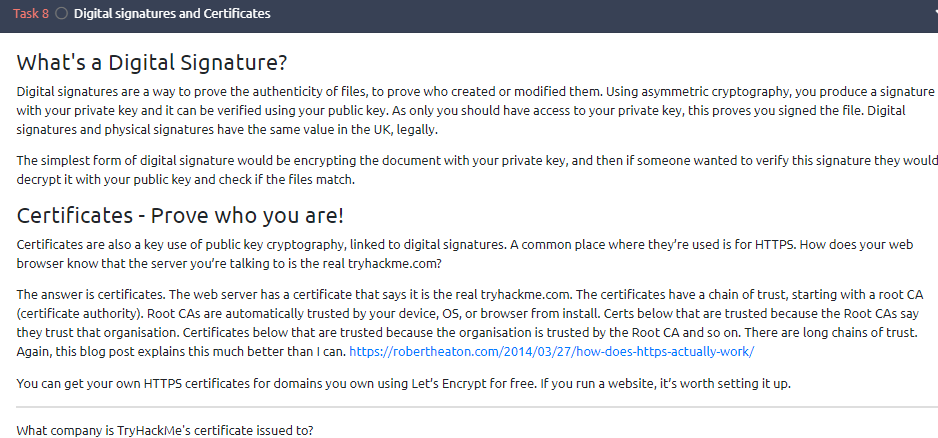 Task 8 Digital signatures and Certificates
What's a Digital Signature?
Digital signatures are a way to prove the authenticity of files, to prove who created or modified them. Using asymmetric cryptography, you produce a signature
with your private key and it can be verified using your public key. As only you should have access to your private key, this proves you signed the file. Digital
signatures and physical signatures have the same value in the UK, legally.
The simplest form of digital signature would be encrypting the document with your private key, and then if someone wanted to verify this signature they would
decrypt it with your public key and check if the files match.
Certificates - Prove who you are!
Certificates are also a key use of public key cryptography, linked to digital signatures. A common place where they're used is for HTTPS. How does your web
browser know that the server you're talking to is the real tryhackme.com?
The answer is certificates. The web server has a certificate that says it is the real tryhackme.com. The certificates have a chain of trust, starting with a root CA
(certificate authority). Root CAs are automatically trusted by your device, OS, or browser from install. Certs below that are trusted because the Root CAs say
they trust that organisation. Certificates below that are trusted because the organisation is trusted by the Root CA and so on. There are long chains of trust.
Again, this blog post explains this much better than I can. https://robertheaton.com/2014/03/27/how-does-https-actually-work/
You can get your own HTTPS certificates for domains you own using Let's Encrypt for free. If you run a website, it's worth setting it up.
What company is TryHackMe's certificate issued to?